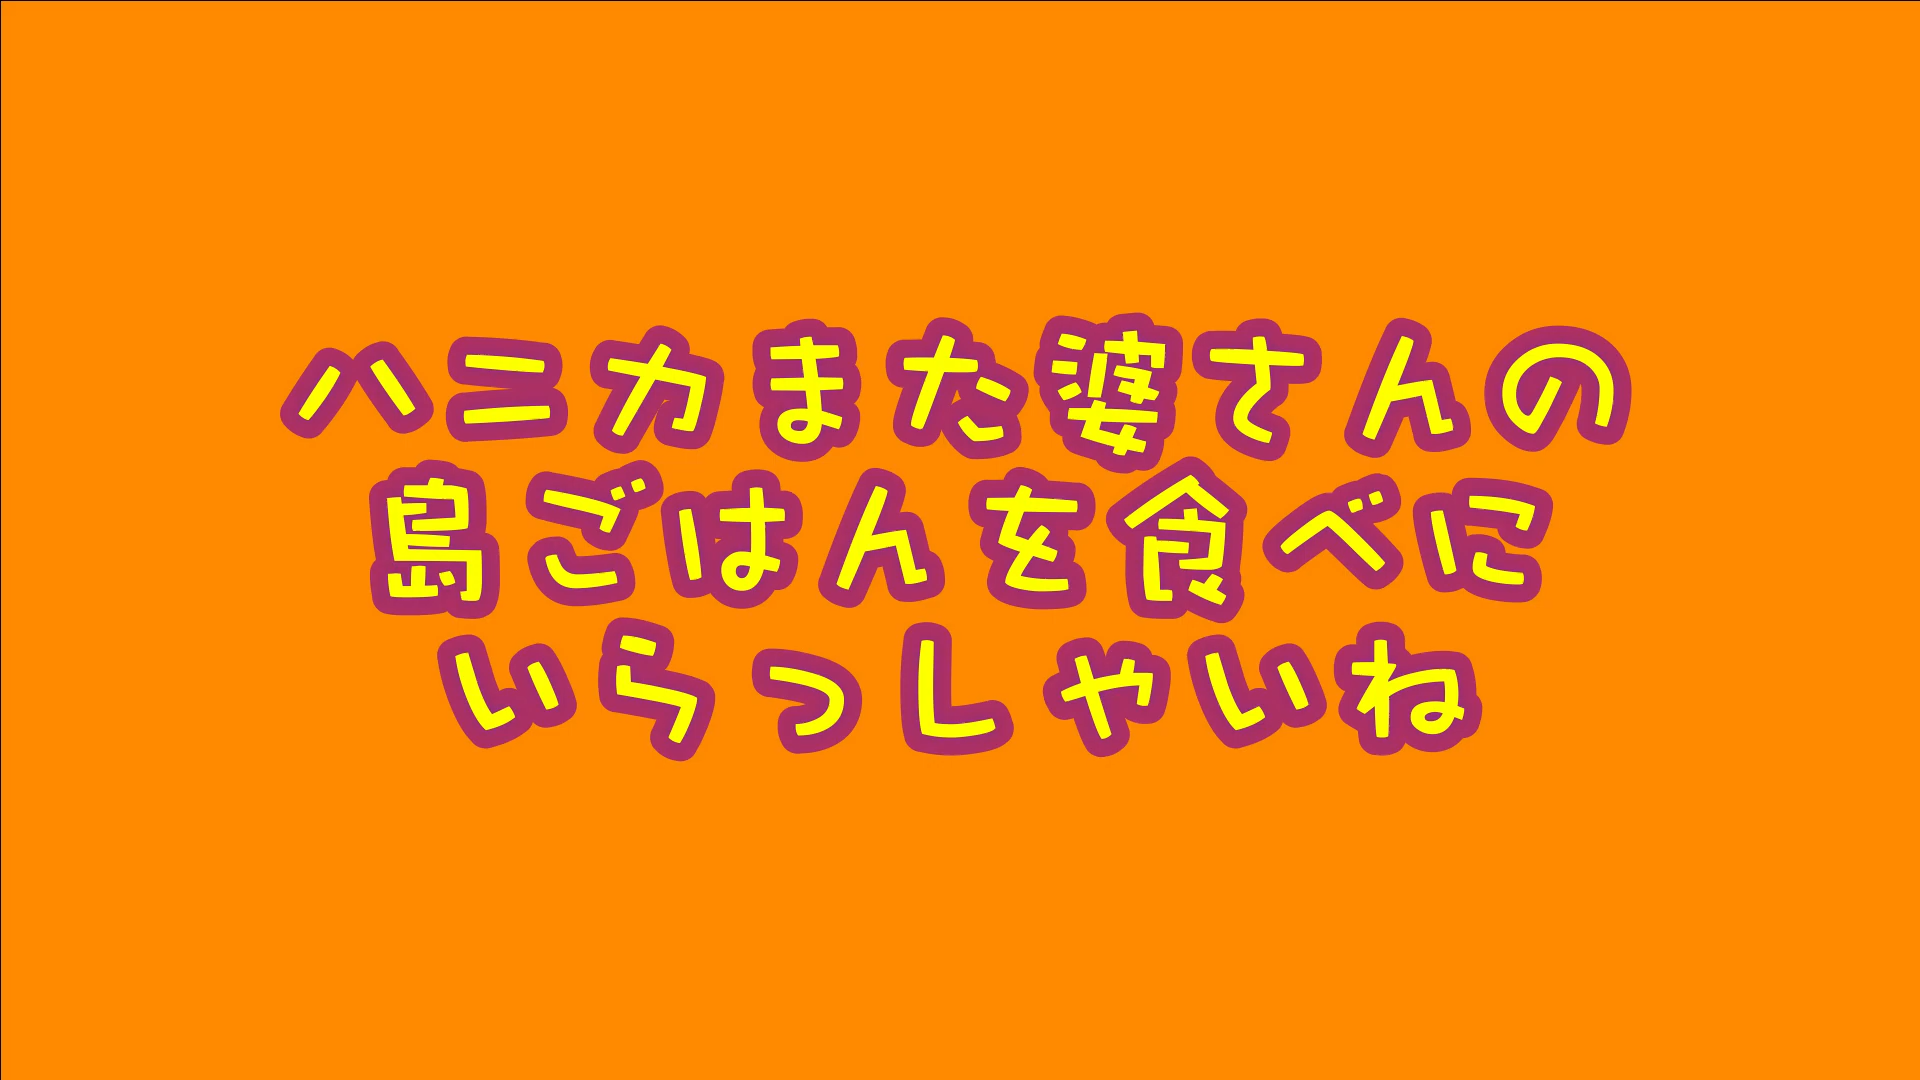 ハニカまた婆さんの
島ごはんを食べに
いらっしゃいね